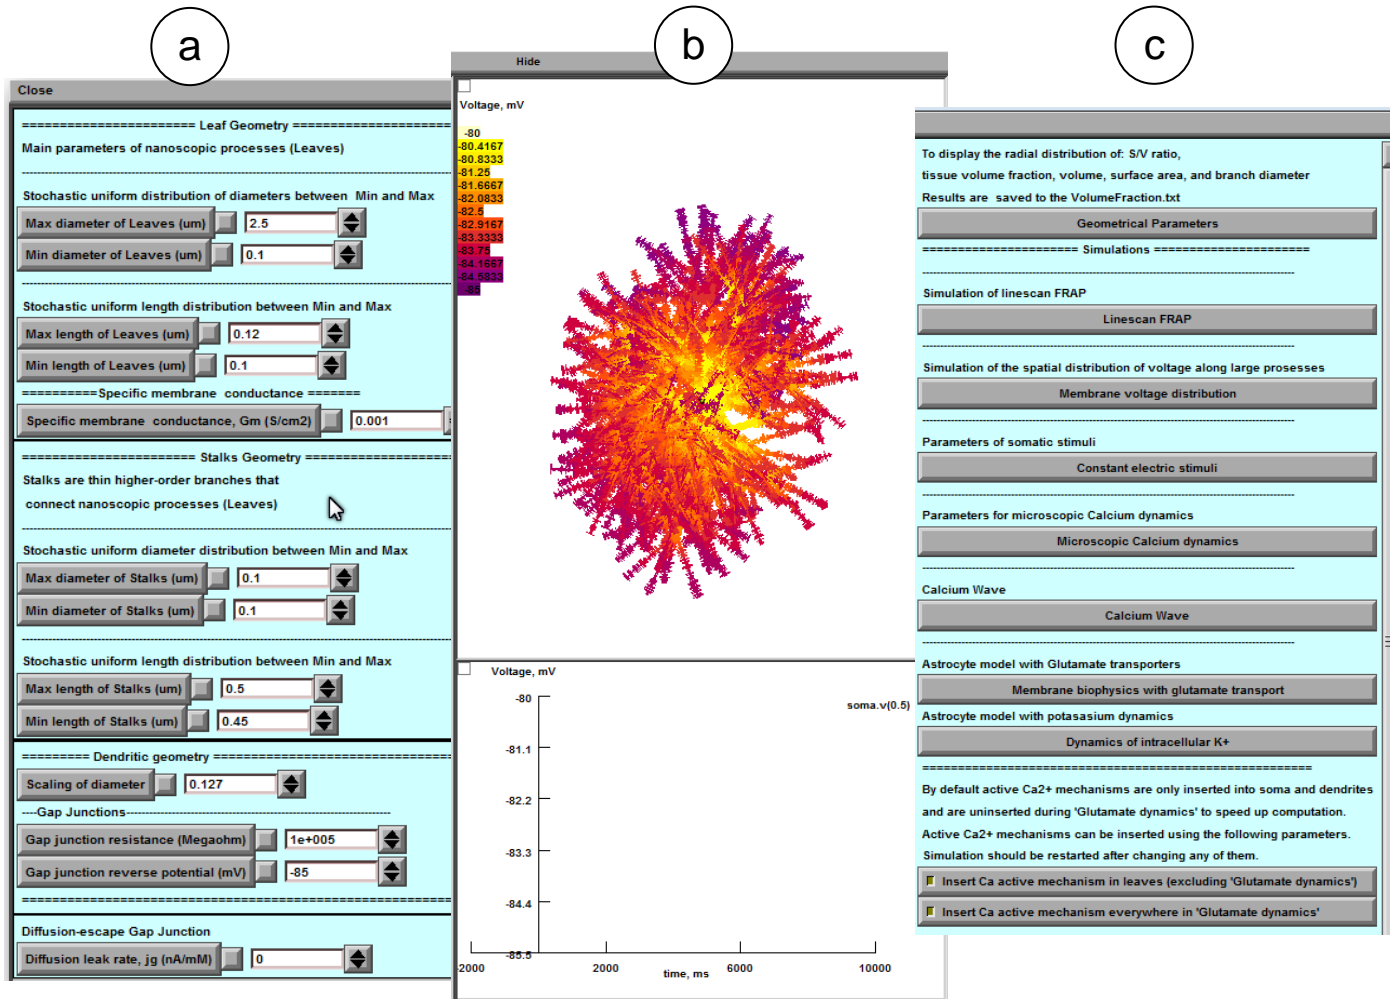 a
Close
======================= Leaf Geometry =====================
Main parameters of nanoscopic processes (Leaves)
Stochastic uniform distribution of diameters between Min and Max
Max diameter of Leaves (um) 2.5
Min diameter of Leaves (um) 0.1
Stochastic uniform length distribution between Min and Max
Max length of Leaves (um) 0.12
Min length of Leaves (um) 0.1
==========Specific membrane conductance =======
Specific membrane conductance, Gm (S/cm2) 0.001
======================= Stalks Geometry ====================
Stalks are thin higher-order branches that
connect nanoscopic processes (Leaves)
Stochastic uniform diameter distribution between Min and Max
Max diameter of Stalks (um) 0.1
Min diameter of Stalks (um) 0.1
Stochastic uniform length distribution between Min and Max
Max length of Stalks (um) 0.5
Min length of Stalks (um) 0.45
========= Dendritic geometry ================================
Scaling of diameter 0.127
----Gap Junctions-----------------------------------
Gap junction resistance (Megaohm) 1e+005
Gap junction reverse potential (mV) -85
Diffusion-escape Gap Junction
Diffusion leak rate, jg (nA/mM) 0
b
Hide
Voltage, mV
-80
-80.4167
-80.8333
-81.25
-81.6667
-82.0833
-82.5
-82.9167
-83.3333
-83.75
-84.1667
-84.5833
-85
Voltage, mV
soma.v(0.5)
-80
-81.1
-82.2
-83.3
-84.4
-85.5
-2000 2000 6000 10000
time, ms
c
To display the radial distribution of: S/V ratio,
tissue volume fraction, volume, surface area, and branch diameter
Results are saved to the VolumeFraction.txt
Geometrical Parameters
====================== Simulations ======================
Simulation of linescan FRAP
Linescan FRAP
Simulation of the spatial distribution of voltage along large prosesses
Membrane voltage distribution
Parameters of somatic stimuli
Constant electric stimuli
Parameters for microscopic Calcium dynamics
Microscopic Calcium dynamics
Calcium Wave
Calcium Wave
Astrocyte model with Glutamate transporters
Membrane biophysics with glutamate transport
Astrocyte model with potasasium dynamics
Dynamics of intracellular K+
By default active Ca2+ mechanisms are only inserted into soma and dendrites
and are uninserted during 'Glutamate dynamics' to speed up computation.
Active Ca2+ mechanisms can be inserted using the following parameters.
Simulation should be restarted after changing any of them.
Insert Ca active mechanism in leaves (excluding 'Glutamate dynamics')
Insert Ca active mechanism everywhere in 'Glutamate dynamics'